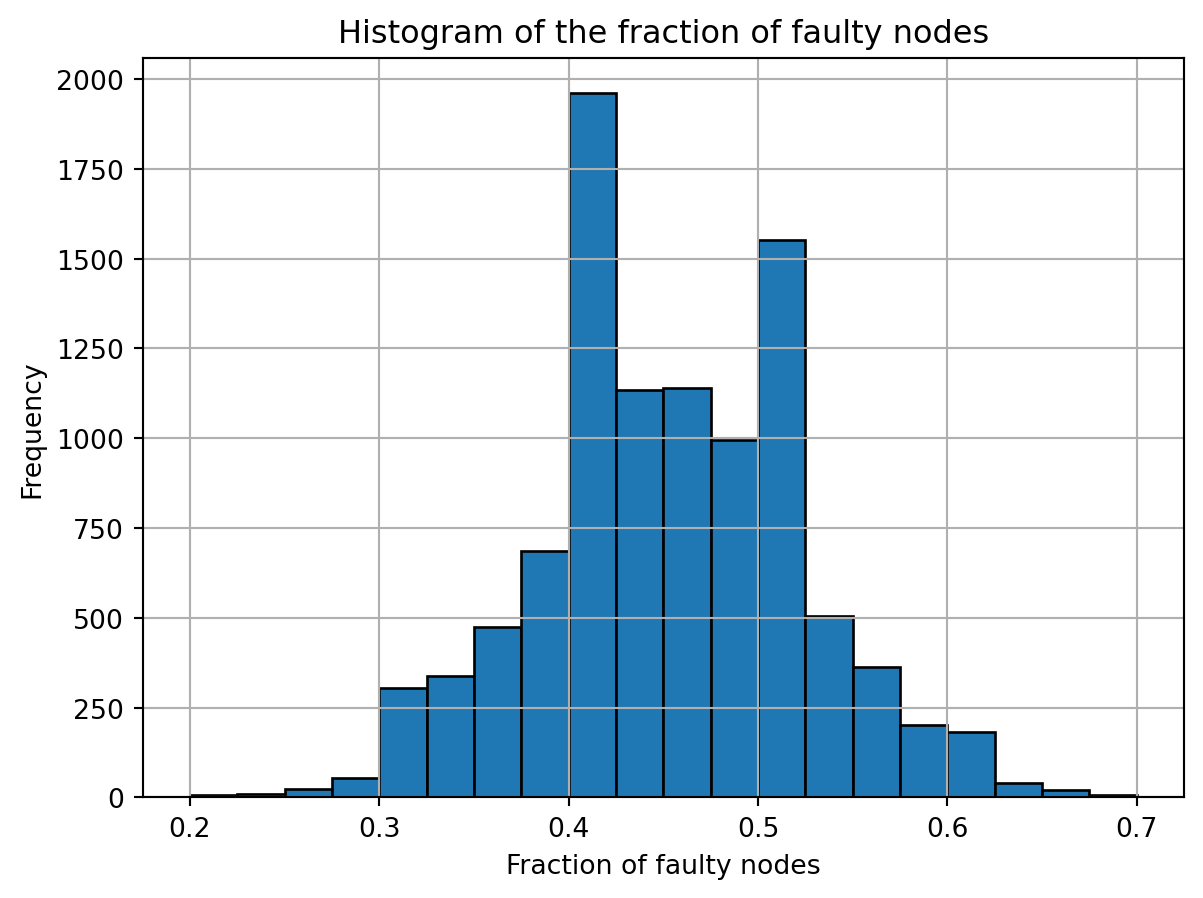 Histogram of the fraction of faulty nodes
2000
1750
1500
1250
1000
750
500
250
0
Frequency
0.2 0.3 0.4 0.5 0.6 0.7
Fraction of faulty nodes